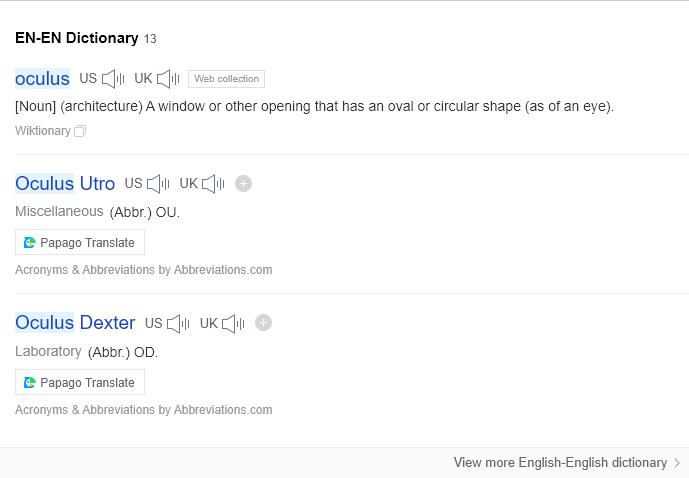 EN-EN Dictionary 13
oculus US UK Web collection
[Noun] (architecture) A window or other opening that has an oval or circular shape (as of an eye).
Wiktionary
Oculus Utro US UK
Miscellaneous (Abbr.) OU.
Papago Translate
Acronyms & Abbreviations by Abbreviations.com
Oculus Dexter US UK
Laboratory (Abbr.) OD.
Papago Translate
Acronyms & Abbreviations by Abbreviations.com
View more English-English dictionary